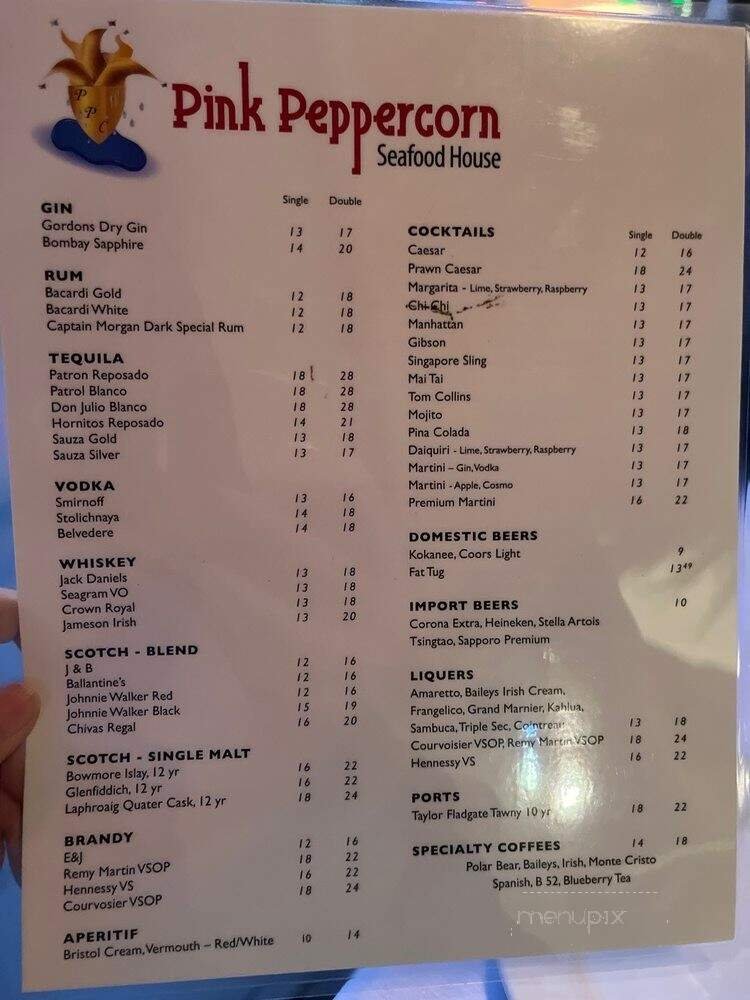 PPC
Pink Peppercorn
Seafood House
Single Double
GIN
Gordons Dry Gin 13 17
Bombay Sapphire 14 20
RUM
Bacardi Gold 12 18
Bacardi White 12 18
Captain Morgan Dark Special Rum 12 18
TEQUILA
Patron Reposado 18 28
Patrol Blanco 18 28
Don Julio Blanco 18 28
Hornitos Reposado 14 21
Sauza Gold 13 18
Sauza Silver 13 17
VODKA
Smirnoff 13 16
Stolichnaya 14 18
Belvedere 14 18
WHISKEY
Jack Daniels 13 18
Seagram VO 13 18
Crown Royal 13 18
Jameson Irish 13 20
SCOTCH - BLEND
J & B 12 16
Ballantine's 12 16
Johnnie Walker Red 12 16
Johnnie Walker Black 15 19
Chivas Regal 16 20
SCOTCH - SINGLE MALT
Bowmore Islay, 12 yr 16 22
Glenfiddich, 12 yr 16 22
Laphroaig Quater Cask, 12 yr 18 24
BRANDY
E&J 12 16
Remy Martin VSOP 18 22
Hennessy VS 16 22
Courvosier VSOP 18 24
APERITIF
Bristol Cream, Vermouth – Red/White 10 14
COCKTAILS Single Double
Caesar 12 16
Prawn Caesar 18 24
Margarita - Lime, Strawberry, Raspberry 13 17
Chi Chi 13 17
Manhattan 13 17
Gibson 13 17
Singapore Sling 13 17
Mai Tai 13 17
Tom Collins 13 17
Mojito 13 17
Pina Colada 13 18
Daiquiri - Lime, Strawberry, Raspberry 13 17
Martini – Gin, Vodka 13 17
Martini - Apple, Cosmo 13 17
Premium Martini 16 22
DOMESTIC BEERS
Kokanee, Coors Light 9
Fat Tug 13 49
IMPORT BEERS 10
Corona Extra, Heineken, Stella Artois
Tsingtao, Sapporo Premium
LIQUERS
Amaretto, Baileys Irish Cream,
Frangelico, Grand Marnier, Kahlua,
Sambuca, Triple Sec, Cointreau 13 18
Courvoisier VSOP, Remy Martin VSOP 18 24
Hennessy VS 16 22
PORTS
Taylor Fladgate Tawny 10 yr 18 22
SPECIALTY COFFEES 14 18
Polar Bear, Baileys, Irish, Monte Cristo
Spanish, B 52, Blueberry Tea
menupix